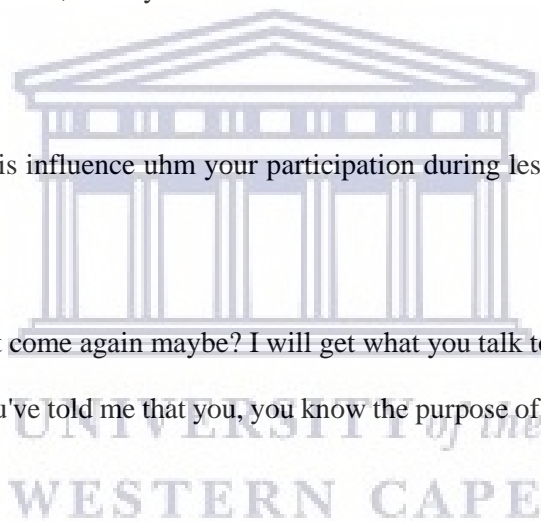 is influence uhm your participation during les
come again maybe? I will get what you talk to
u've told me that you, you know the purpose of
UNIVERSITY of the
WESTERN CAPE